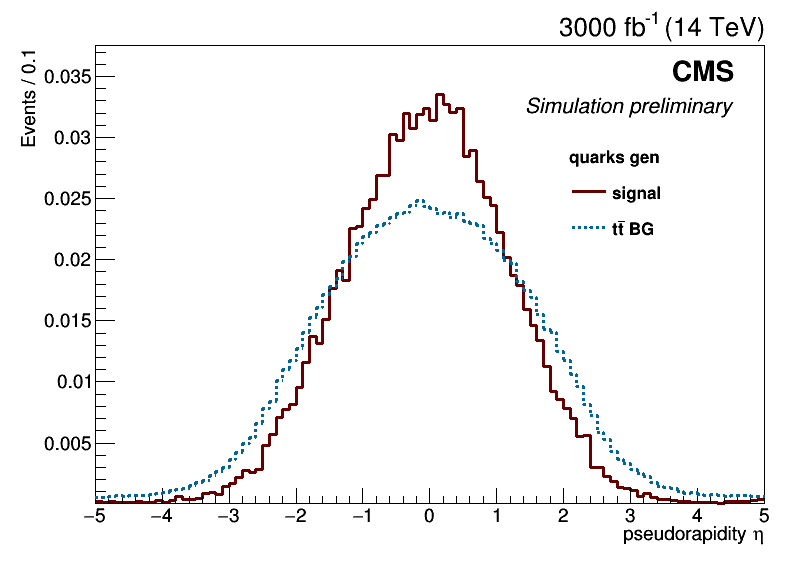 3000 fb⁻¹ (14 TeV)
Events / 0.1
CMS
Simulation preliminary
quarks gen
signal
tt̄ BG
0.035
0.03
0.025
0.02
0.015
0.01
0.005
−5 −4 −3 −2 −1 0 1 2 3 4 5
pseudorapidity η